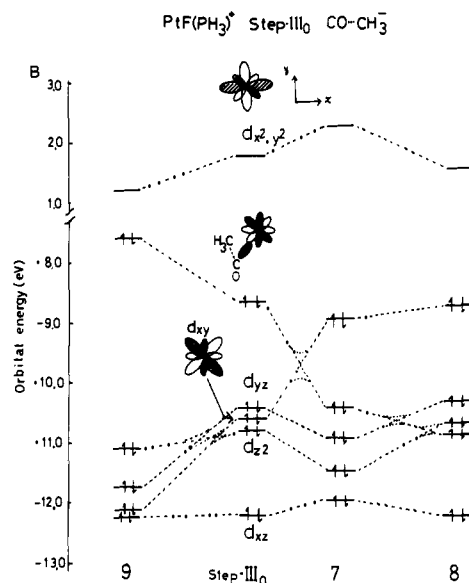 PtF(PH3)+ Step-III0 CO-CH3-
B
3,0
y
x
dx2,y2
2.0
1.0
H3C
C
O
-8,0
dxy
-9,0
Orbital energy (eV)
+10,0
dyz
-11,0
dz2
-12,0
dxz
-13,0
9 Step-III0 7 8